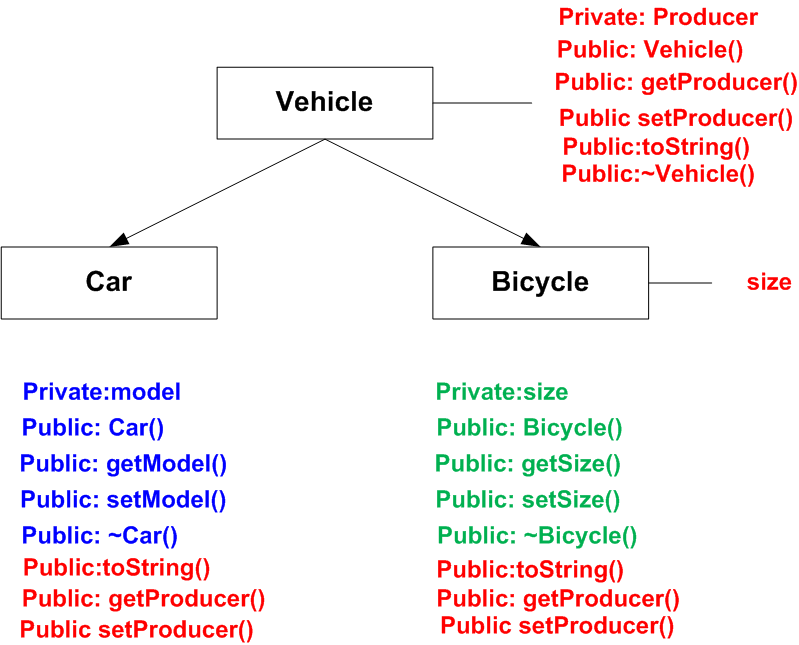 Private: Producer
Public: Vehicle()
Public: getProducer()
Public setProducer()
Public:toString()
Public:~Vehicle()
Vehicle
Car
Bicycle
size
Private:model
Public: Car()
Public: getModel()
Public: setModel()
Public: ~Car()
Public:toString()
Public: getProducer()
Public setProducer()
Private:size
Public: Bicycle()
Public: getSize()
Public: setSize()
Public: ~Bicycle()
Public:toString()
Public: getProducer()
Public setProducer()